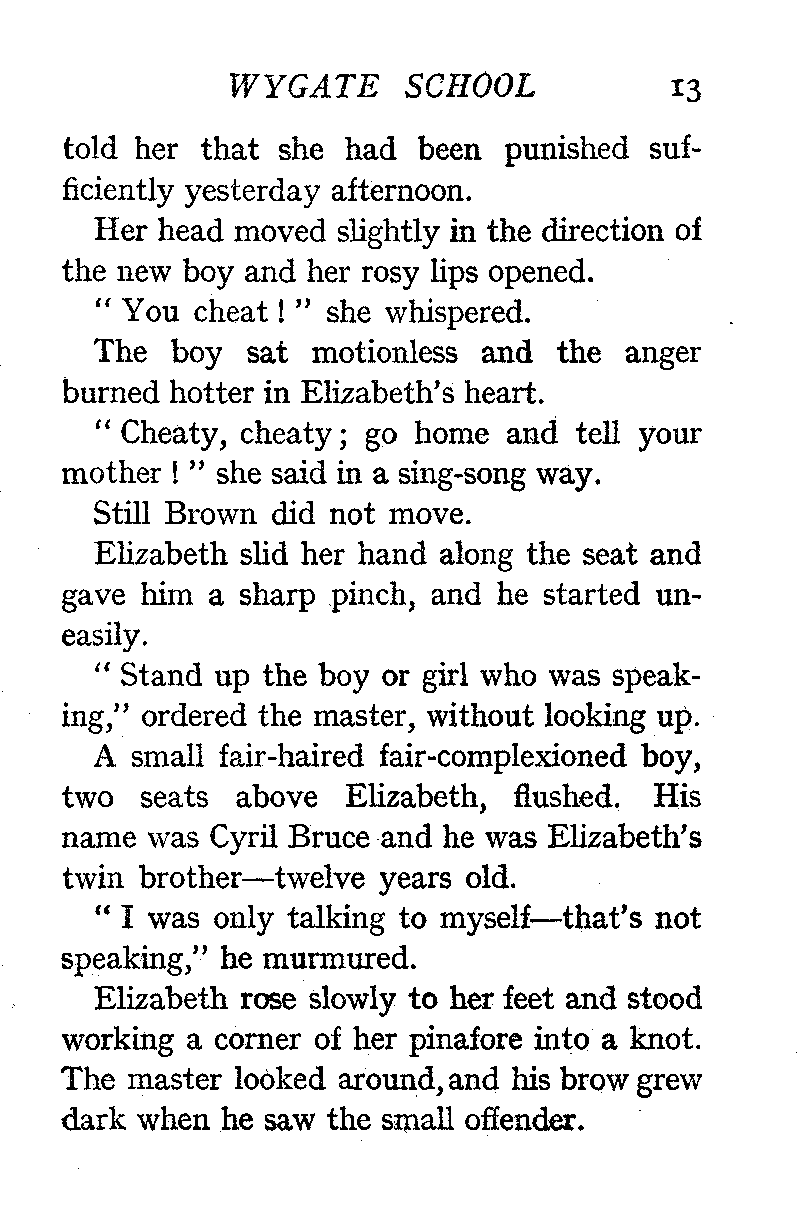 WYGATE SCHOOL 13
told her that she had been punished suf-
ficiently yesterday afternoon.
Her head moved slightly in the direction of
the new boy and her rosy lips opened.
“ You cheat ! ” she whispered.
The boy sat motionless and the anger
burned hotter in Elizabeth’s heart.
“ Cheaty, cheaty ; go home and tell your
mother ! ” she said in a sing-song way.
Still Brown did not move.
Elizabeth slid her hand along the seat and
gave him a sharp pinch, and he started un-
easily.
“ Stand up the boy or girl who was speak-
ing,” ordered the master, without looking up.
A small fair-haired fair-complexioned boy,
two seats above Elizabeth, flushed. His
name was Cyril Bruce and he was Elizabeth’s
twin brother—twelve years old.
“ I was only talking to myself—that’s not
speaking,” he murmured.
Elizabeth rose slowly to her feet and stood
working a corner of her pinafore into a knot.
The master looked around, and his brow grew
dark when he saw the small offender.